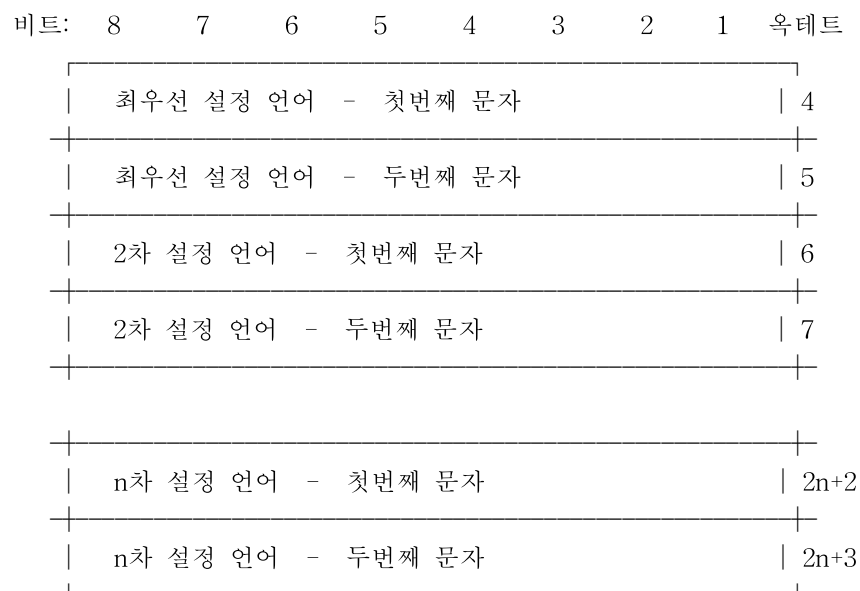 비트: 8 7 6 5 4 3 2 1 옥테트
최우선 설정 언어 - 첫번째 문자 4
최우선 설정 언어 - 두번째 문자 5
2차 설정 언어 - 첫번째 문자 6
2차 설정 언어 - 두번째 문자 7
n차 설정 언어 - 첫번째 문자 2n+2
n차 설정 언어 - 두번째 문자 2n+3